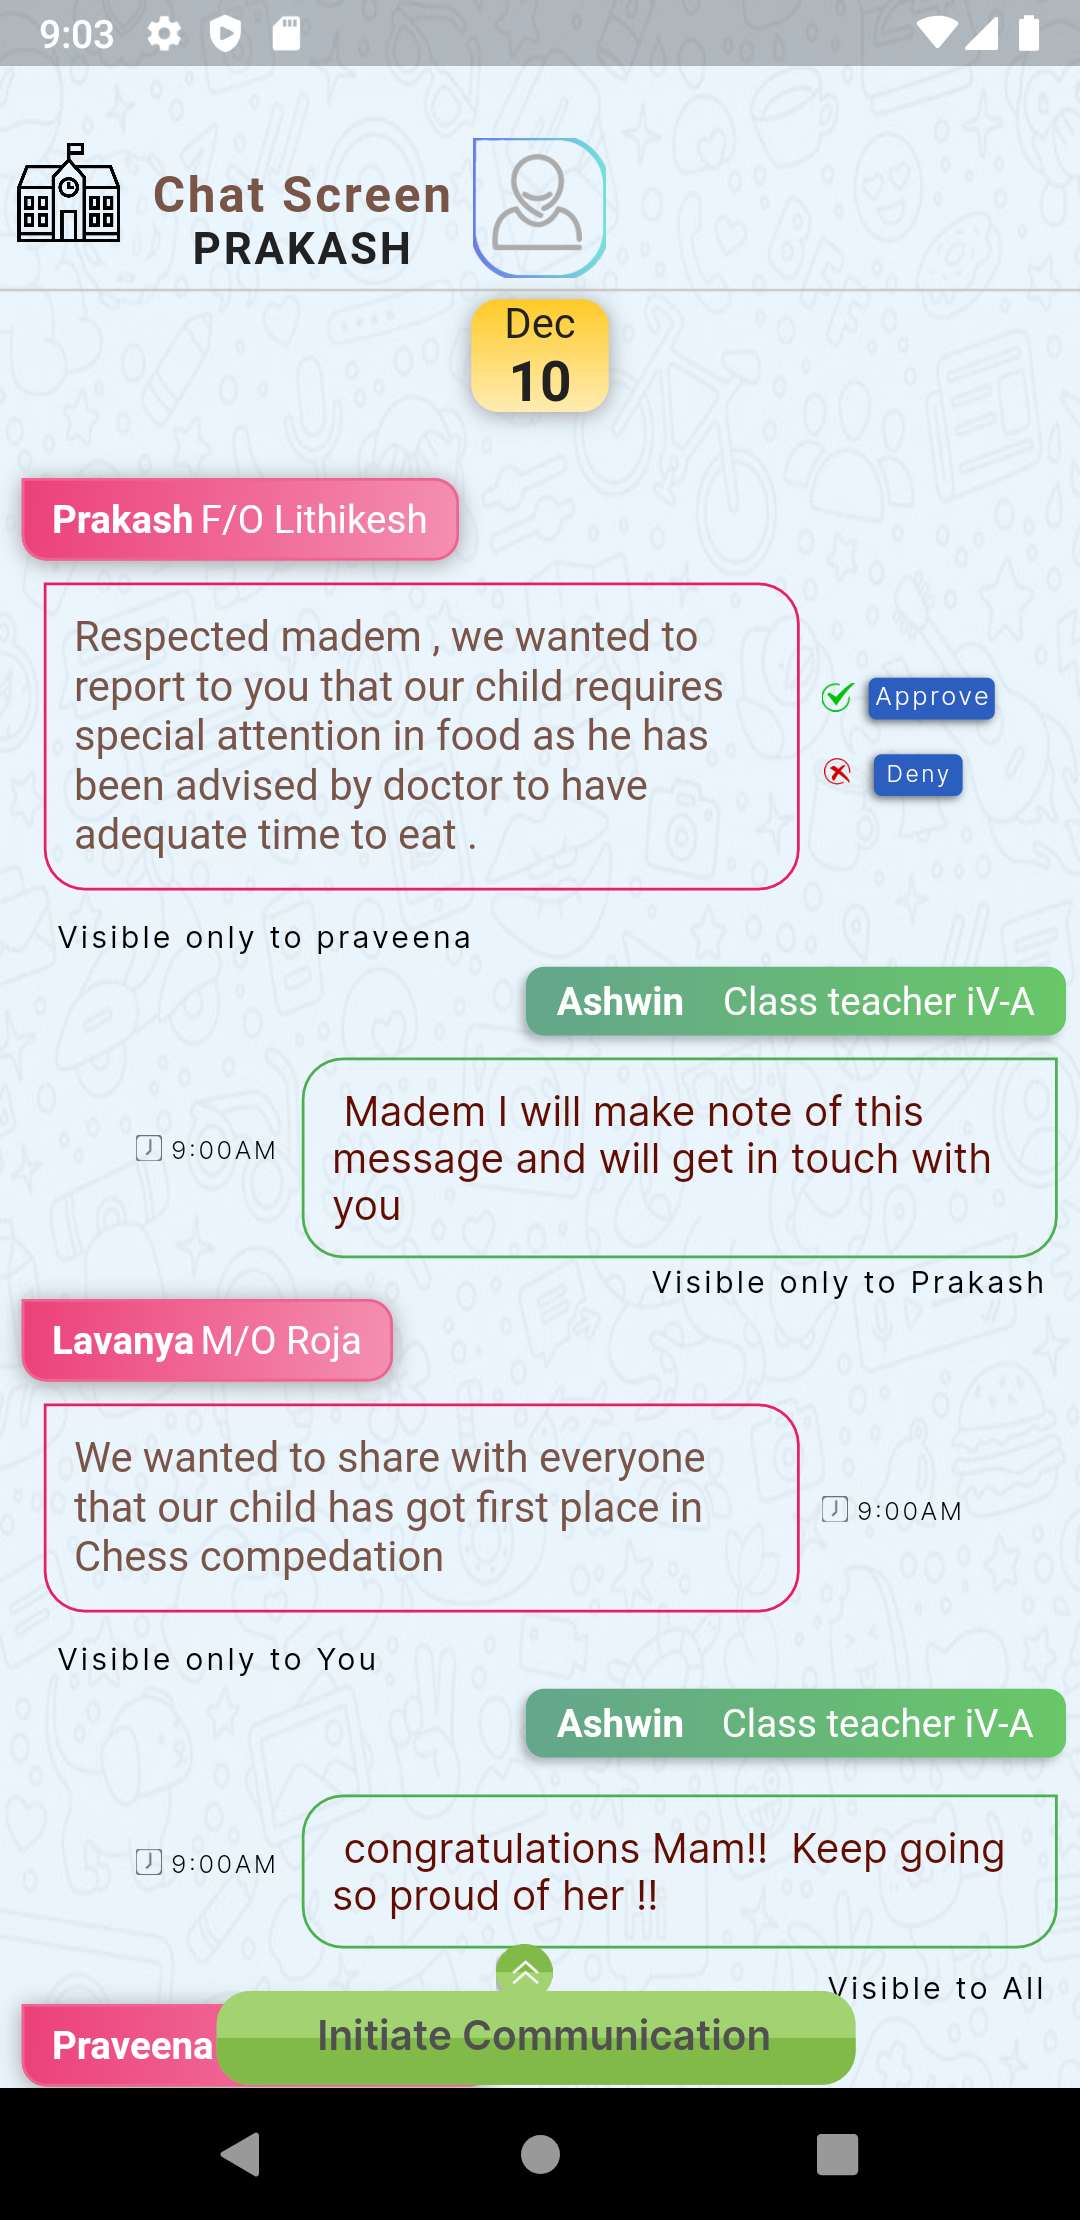 9:03
Chat Screen
PRAKASH
Dec
10
Prakash F/O Lithikesh
Respected madem , we wanted to
report to you that our child requires
special attention in food as he has
been advised by doctor to have
adequate time to eat .
Approve
Deny
Visible only to praveena
Ashwin Class teacher iV-A
Madem I will make note of this
message and will get in touch with
you
9:00AM
Visible only to Prakash
Lavanya M/O Roja
We wanted to share with everyone
that our child has got first place in
Chess compedation
9:00AM
Visible only to You
Ashwin Class teacher iV-A
congratulations Mam!! Keep going
so proud of her !!
9:00AM
Visible to All
Praveena
Initiate Communication